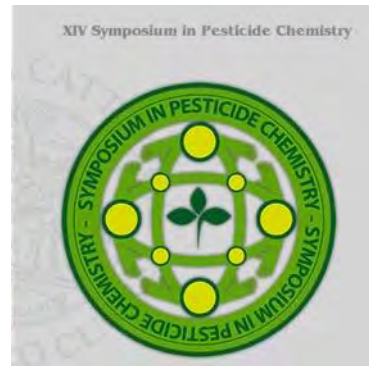 XIV Symposium in Pesticide Chemistry
SYMPOSIUM IN PESTICIDE CHEMISTRY - SYMPOSIUM IN PESTICIDE CHEMISTRY -